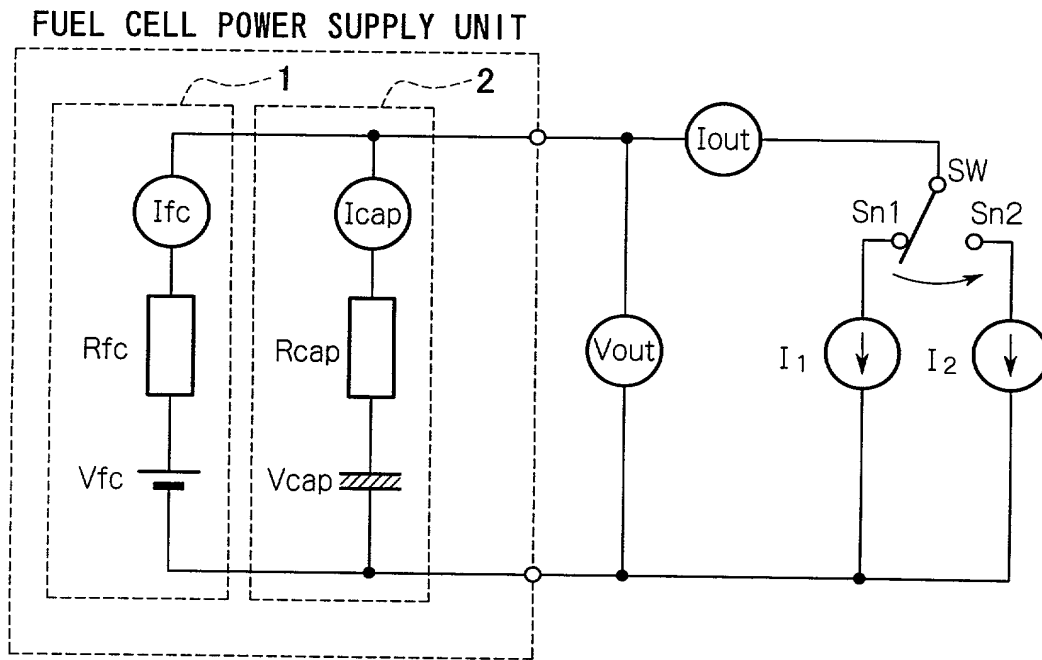 FUEL CELL POWER SUPPLY UNIT
1
2
Iout
SW
Ifc
Icap
Sn1
Sn2
Rfc
Rcap
Vout
I1
I2
Vfc
Vcap